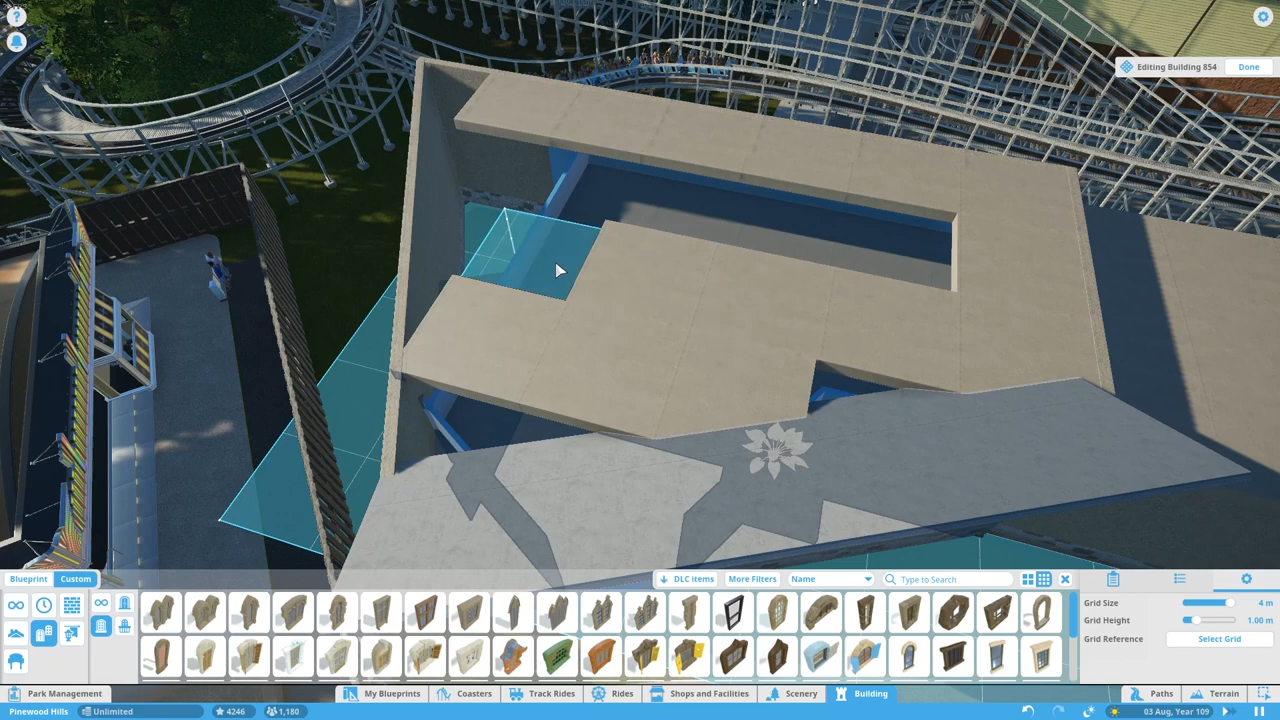 ?
Editing Building 854
Done
Blueprint
Custom
DLC items
More Filters
Name
Type to Search
Grid Size
4 m
Grid Height
1.00 m
Grid Reference
Select Grid
Park Management
My Blueprints
Coasters
Track Rides
Rides
Shops and Facilities
Scenery
Building
Paths
Terrain
Pinewood Hills
Unlimited
4246
1,180
03 Aug, Year 109